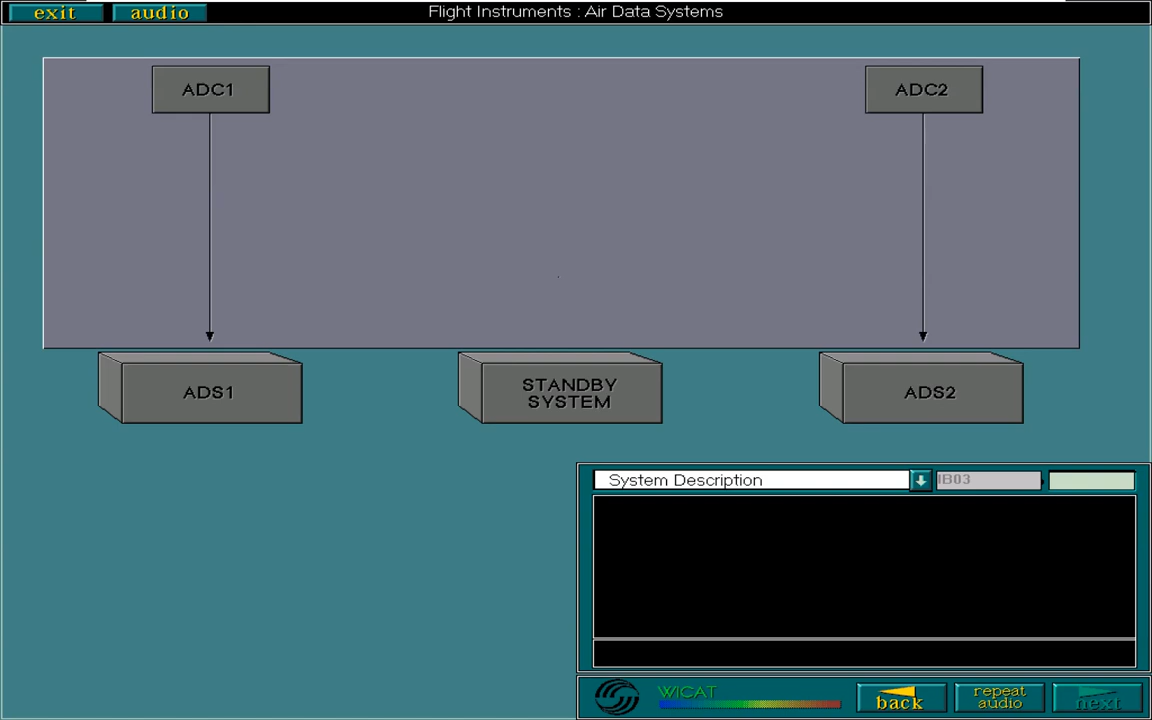 exit audio Flight Instruments : Air Data Systems
ADC1 ADC2
ADS1 STANDBY SYSTEM ADS2
System Description IB03
WICAT
back repeat audio next